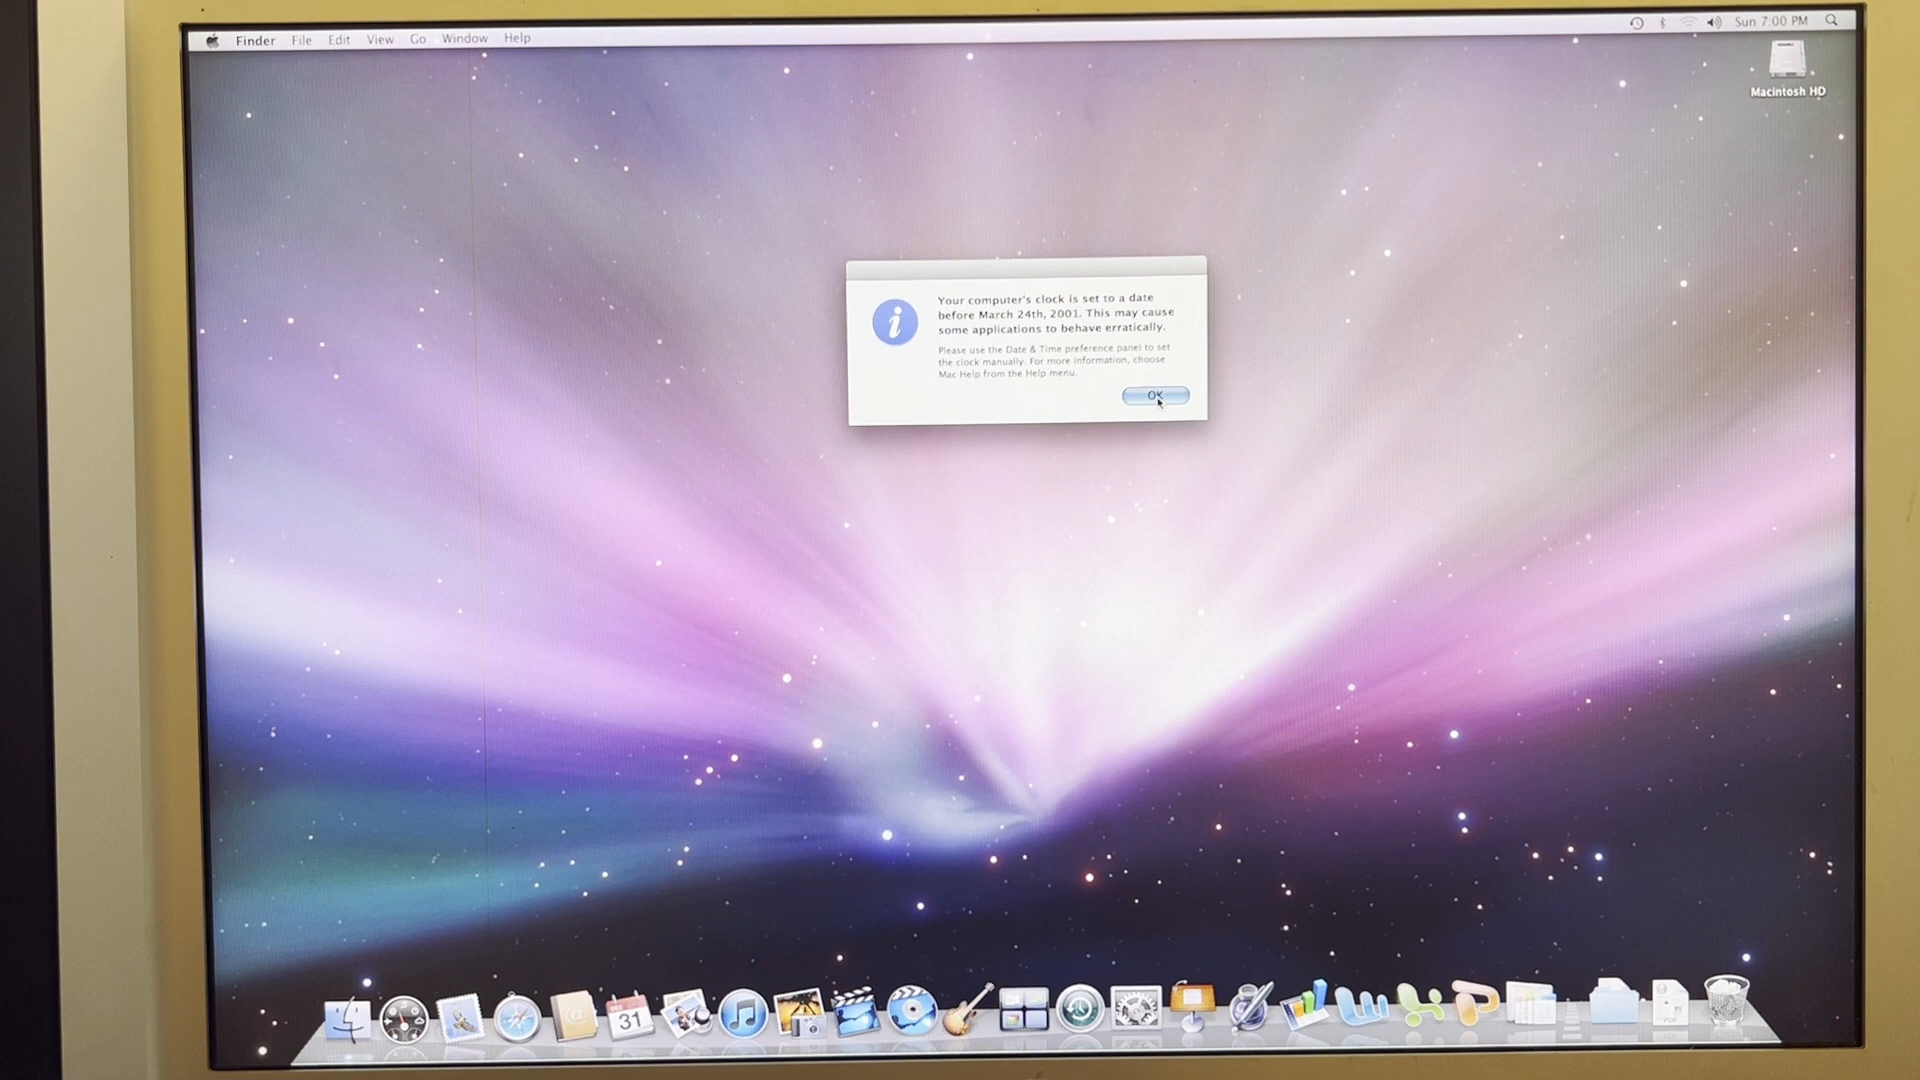 Finder File Edit View Go Window Help Sun 7:00 PM
Macintosh HD
Your computer's clock is set to a date
before March 24th, 2001. This may cause
some applications to behave erratically.
Please use the Date & Time preference panel to set
the clock manually. For more information, choose
Mac Help from the Help menu.
OK
31
PDF